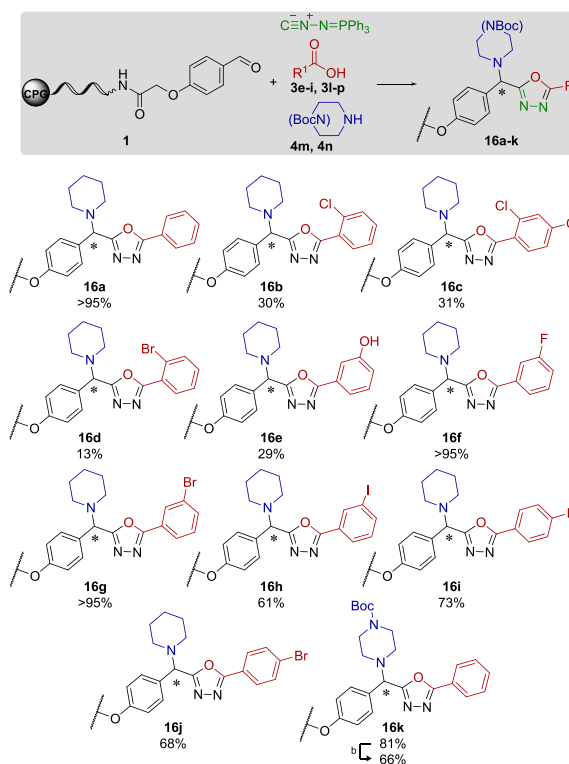 C̄≡N⁺–N=PPh3
(NBoc)
O
R1 OH
3e-i, 3l-p
CPG
NH
O
O
O
+
(Boc)N NH
4m, 4n
N
O
N-N
R
*
O
1
16a-k
N
O
N-N
*
O
16a
>95%
N
Cl
O
N-N
*
O
16b
30%
N
Cl
O
N-N
*
O
16c
31%
N
Br
O
N-N
*
O
16d
13%
N
OH
O
N-N
*
O
16e
29%
N
F
O
N-N
*
O
16f
>95%
N
Br
O
N-N
*
O
16g
>95%
N
I
O
N-N
*
O
16h
61%
N
O
N-N
*
O
16i
73%
N
Br
O
N-N
*
O
16j
68%
Boc
N
N
O
N-N
*
O
16k
b 81%
66%